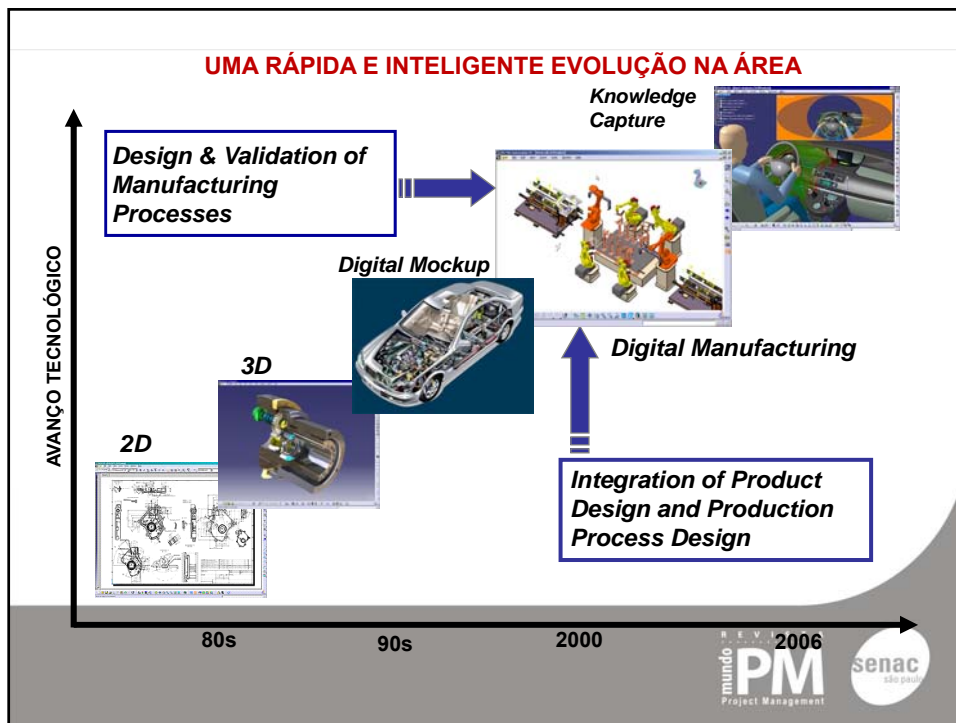 UMA RÁPIDA E INTELIGENTE EVOLUÇÃO NA ÁREA
Knowledge
Capture
Design & Validation of
Manufacturing
Processes
Digital Mockup
Digital Manufacturing
3D
2D
Integration of Product
Design and Production
Process Design
AVANÇO TECNOLÓGICO
80s
90s
2000
2006
REVISTA
mundo
PM
Project Management
senac
são paulo